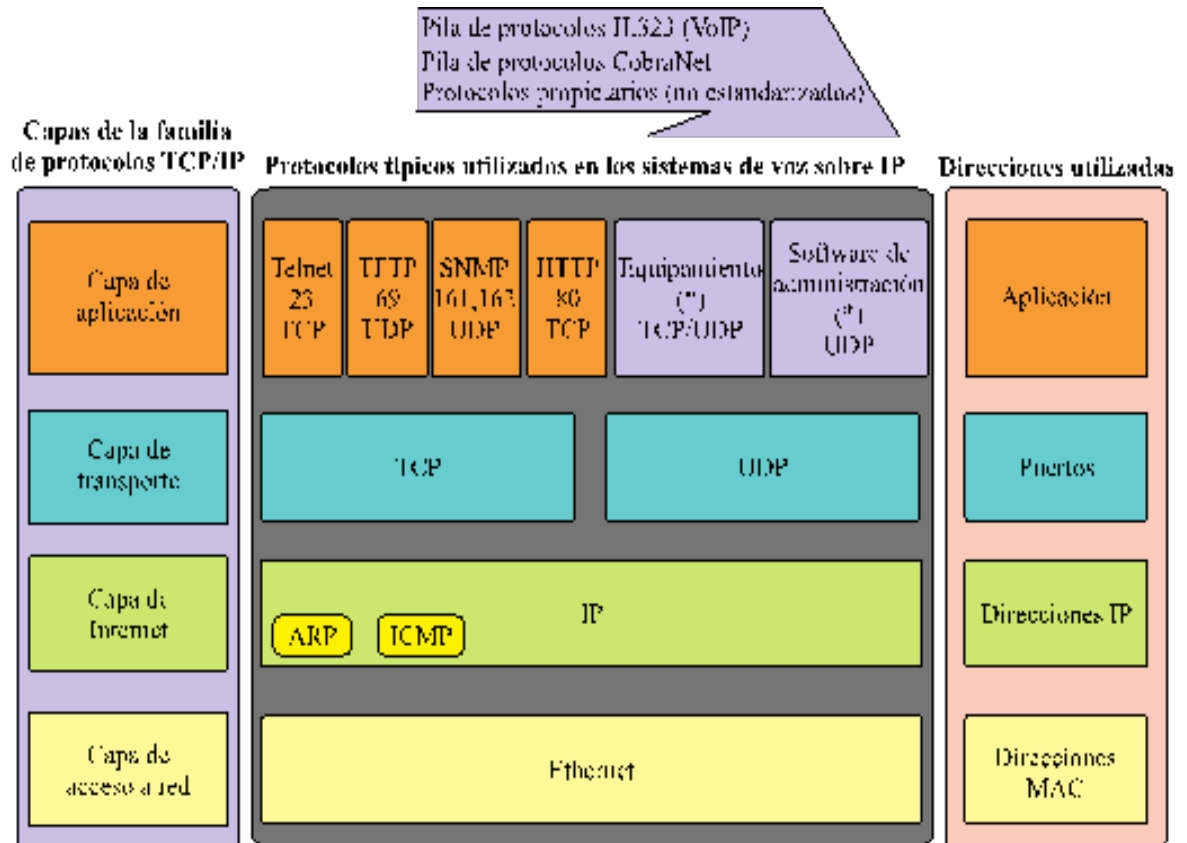 Pila de protocolos H.323 (VoIP)
Pila de protocolos CobraNet
Protocolos propietarios (no estandarizados)
Capas de la familia
de protocolos TCP/IP
Protocolos típicos utilizados en los sistemas de voz sobre IP
Direcciones utilizadas
Capa de
aplicación
Telnet
23
TCP
TFTP
69
UDP
SNMP
161,162
UDP
HTTP
80
TCP
Equipamiento
(*)
TCP/UDP
Software de
administración
(*)
UDP
Aplicación
Capa de
transporte
TCP
UDP
Puertos
Capa de
Internet
ARP
ICMP
IP
Direcciones IP
Capa de
acceso a red
Ethernet
Direcciones
MAC